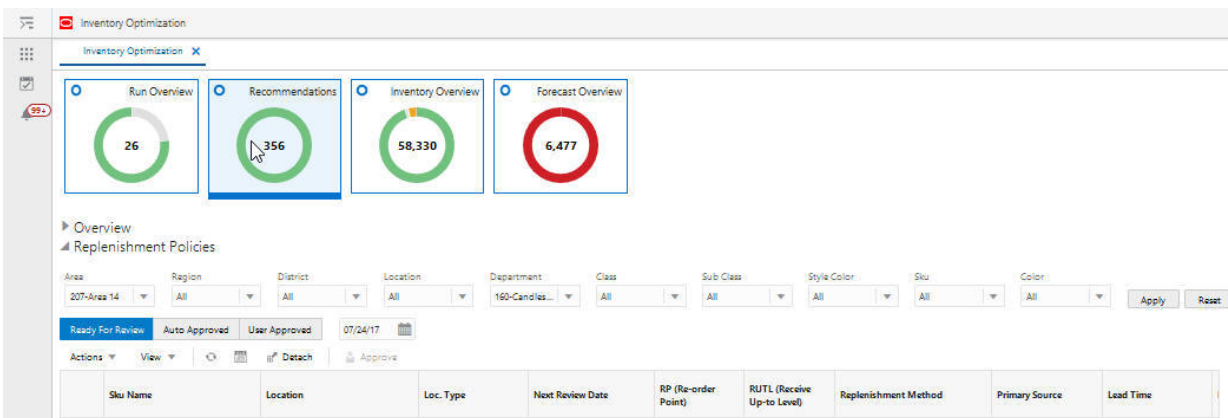 Inventory Optimization
Inventory Optimization X
Run Overview Recommendations Inventory Overview Forecast Overview
99+
26 356 58,330 6,477
Overview
Replenishment Policies
Area Region District Location Department Class Sub Class Style Color Sku Color
207-Area 14 All All All 160-Candles... All All All All All Apply Reset
Ready For Review Auto Approved User Approved 07/24/17
Actions View Detach Approve
Sku Name Location Loc. Type Next Review Date RP (Re-order Point) RUTL (Receive Up-to Level) Replenishment Method Primary Source Lead Time